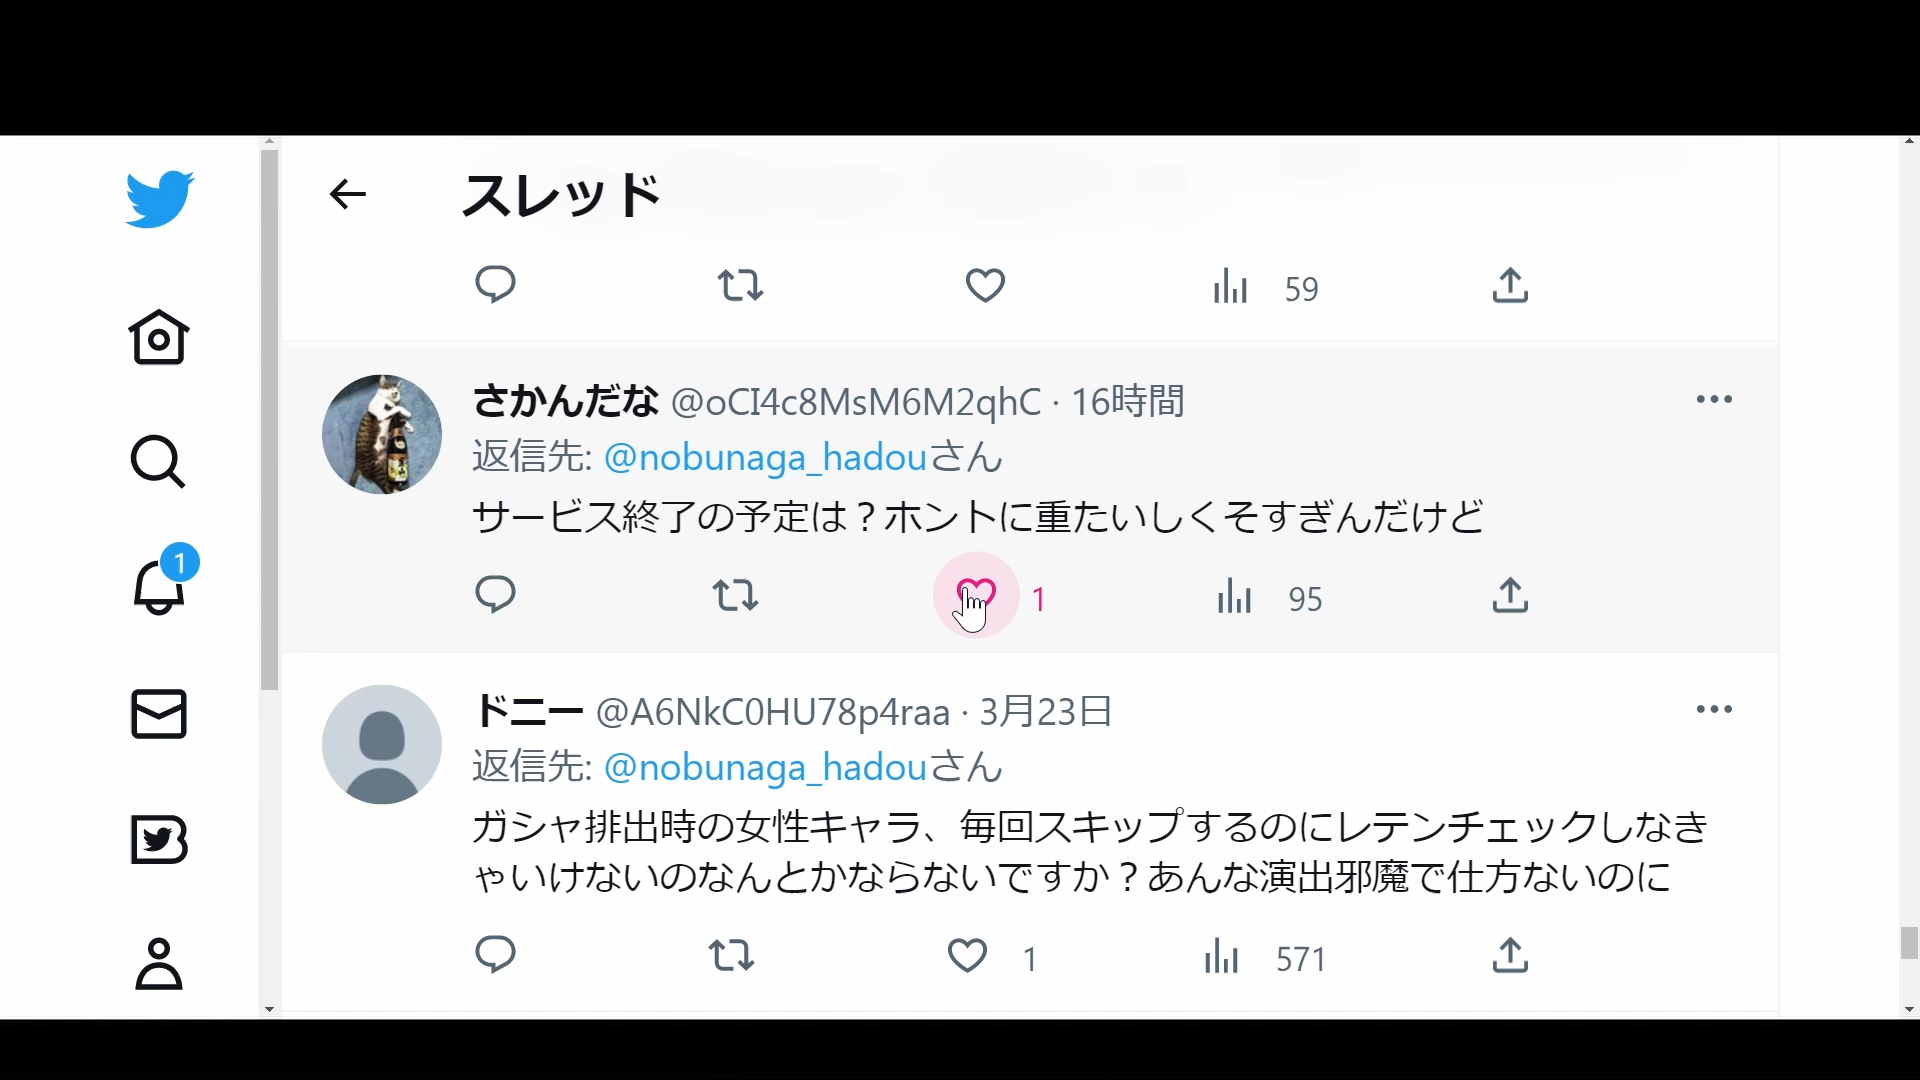 スレッド
59
さかんだな @oCI4c8MsM6M2qhC · 16時間
返信先: @nobunaga_hadouさん
サービス終了の予定は？ホントに重たいしくそすぎんだけど
1
1 95
ドニー @A6NkC0HU78p4raa · 3月23日
返信先: @nobunaga_hadouさん
ガシャ排出時の女性キャラ、毎回スキップするのにレテンチェックしなき
ゃいけないのなんとかならないですか？あんな演出邪魔で仕方ないのに
1 571